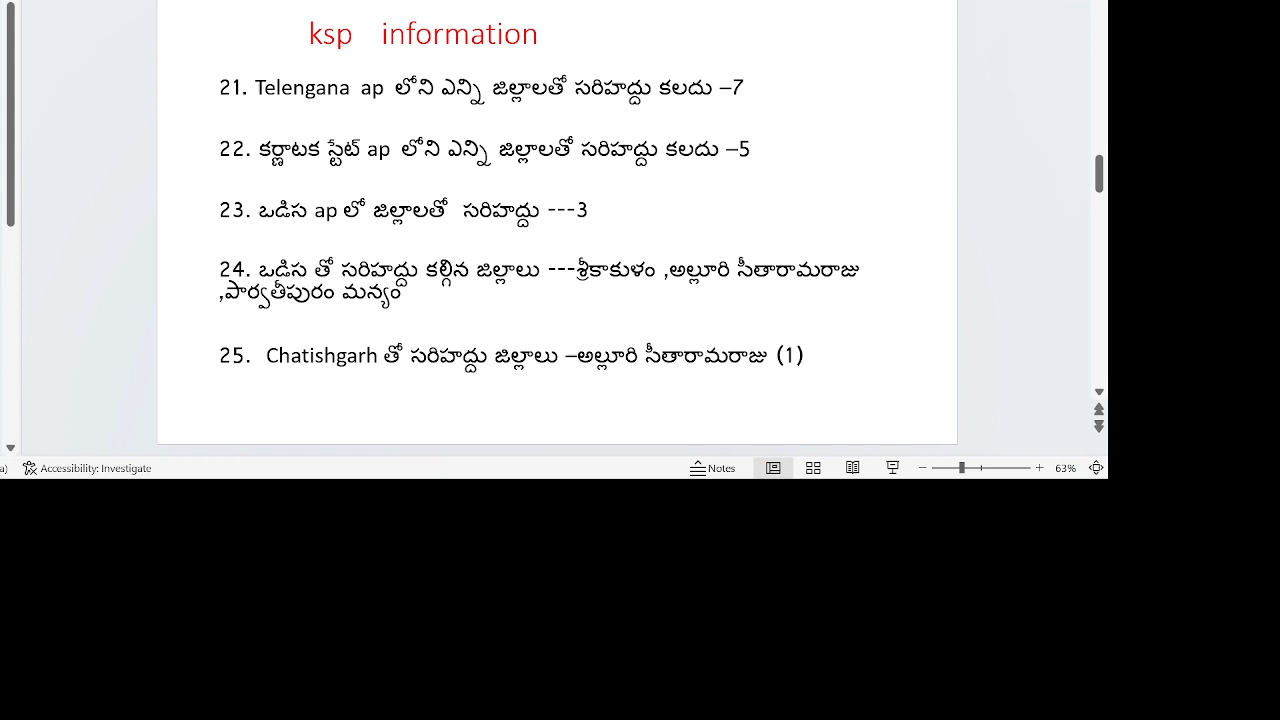 ksp information
21. Telengana ap లోని ఎన్ని జిల్లాలతో సరిహద్దు కలదు –7
22. కర్ణాటక స్టేట్ ap లోని ఎన్ని జిల్లాలతో సరిహద్దు కలదు –5
23. ఒడిస ap లో జిల్లాలతో సరిహద్దు ---3
24. ఒడిస తో సరిహద్దు కల్గిన జిల్లాలు ---శ్రీకాకుళం ,అల్లూరి సీతారామరాజు
,పార్వతీపురం మన్యం
25. Chatishgarh తో సరిహద్దు జిల్లాలు –అల్లూరి సీతారామరాజు (1)
a) Accessibility: Investigate Notes 63%